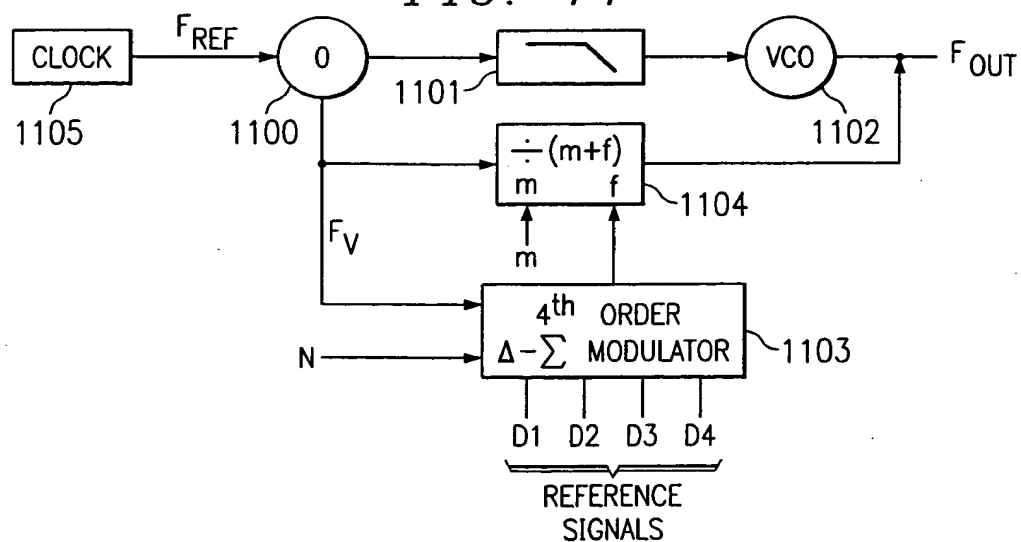 CLOCK
F_REF
0
VCO
F_OUT
1105
1100
1101
1102
÷(m+f)
m f
1104
m
F_V
4th ORDER
Δ-∑ MODULATOR
1103
N
D1 D2 D3 D4
REFERENCE
SIGNALS